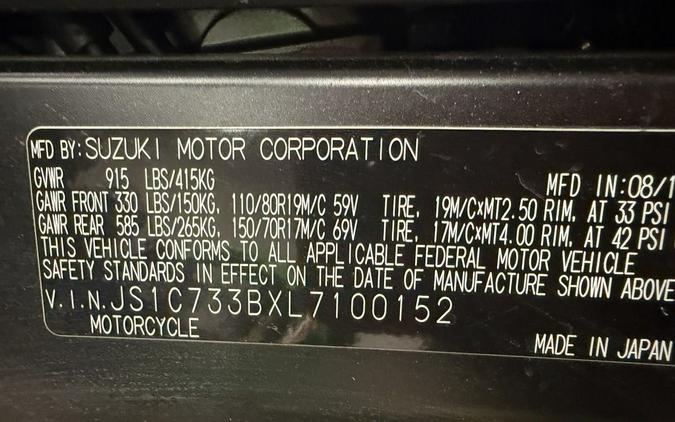 MFD BY:SUZUKI MOTOR CORPORATION
GVWR 915 LBS/415KG MFD IN:08/1
GAWR FRONT 330 LBS/150KG, 110/80R19M/C 59V TIRE, 19M/C×MT2.50 RIM, AT 33 PSI
GAWR REAR 585 LBS/265KG, 150/70R17M/C 69V TIRE, 17M/C×MT4.00 RIM, AT 42 PSI
THIS VEHICLE CONFORMS TO ALL APPLICABLE FEDERAL MOTOR VEHICLE
SAFETY STANDARDS IN EFFECT ON THE DATE OF MANUFACTURE SHOWN ABOVE
V.I.N.JS1C733BXL7100152
MOTORCYCLE
MADE IN JAPAN